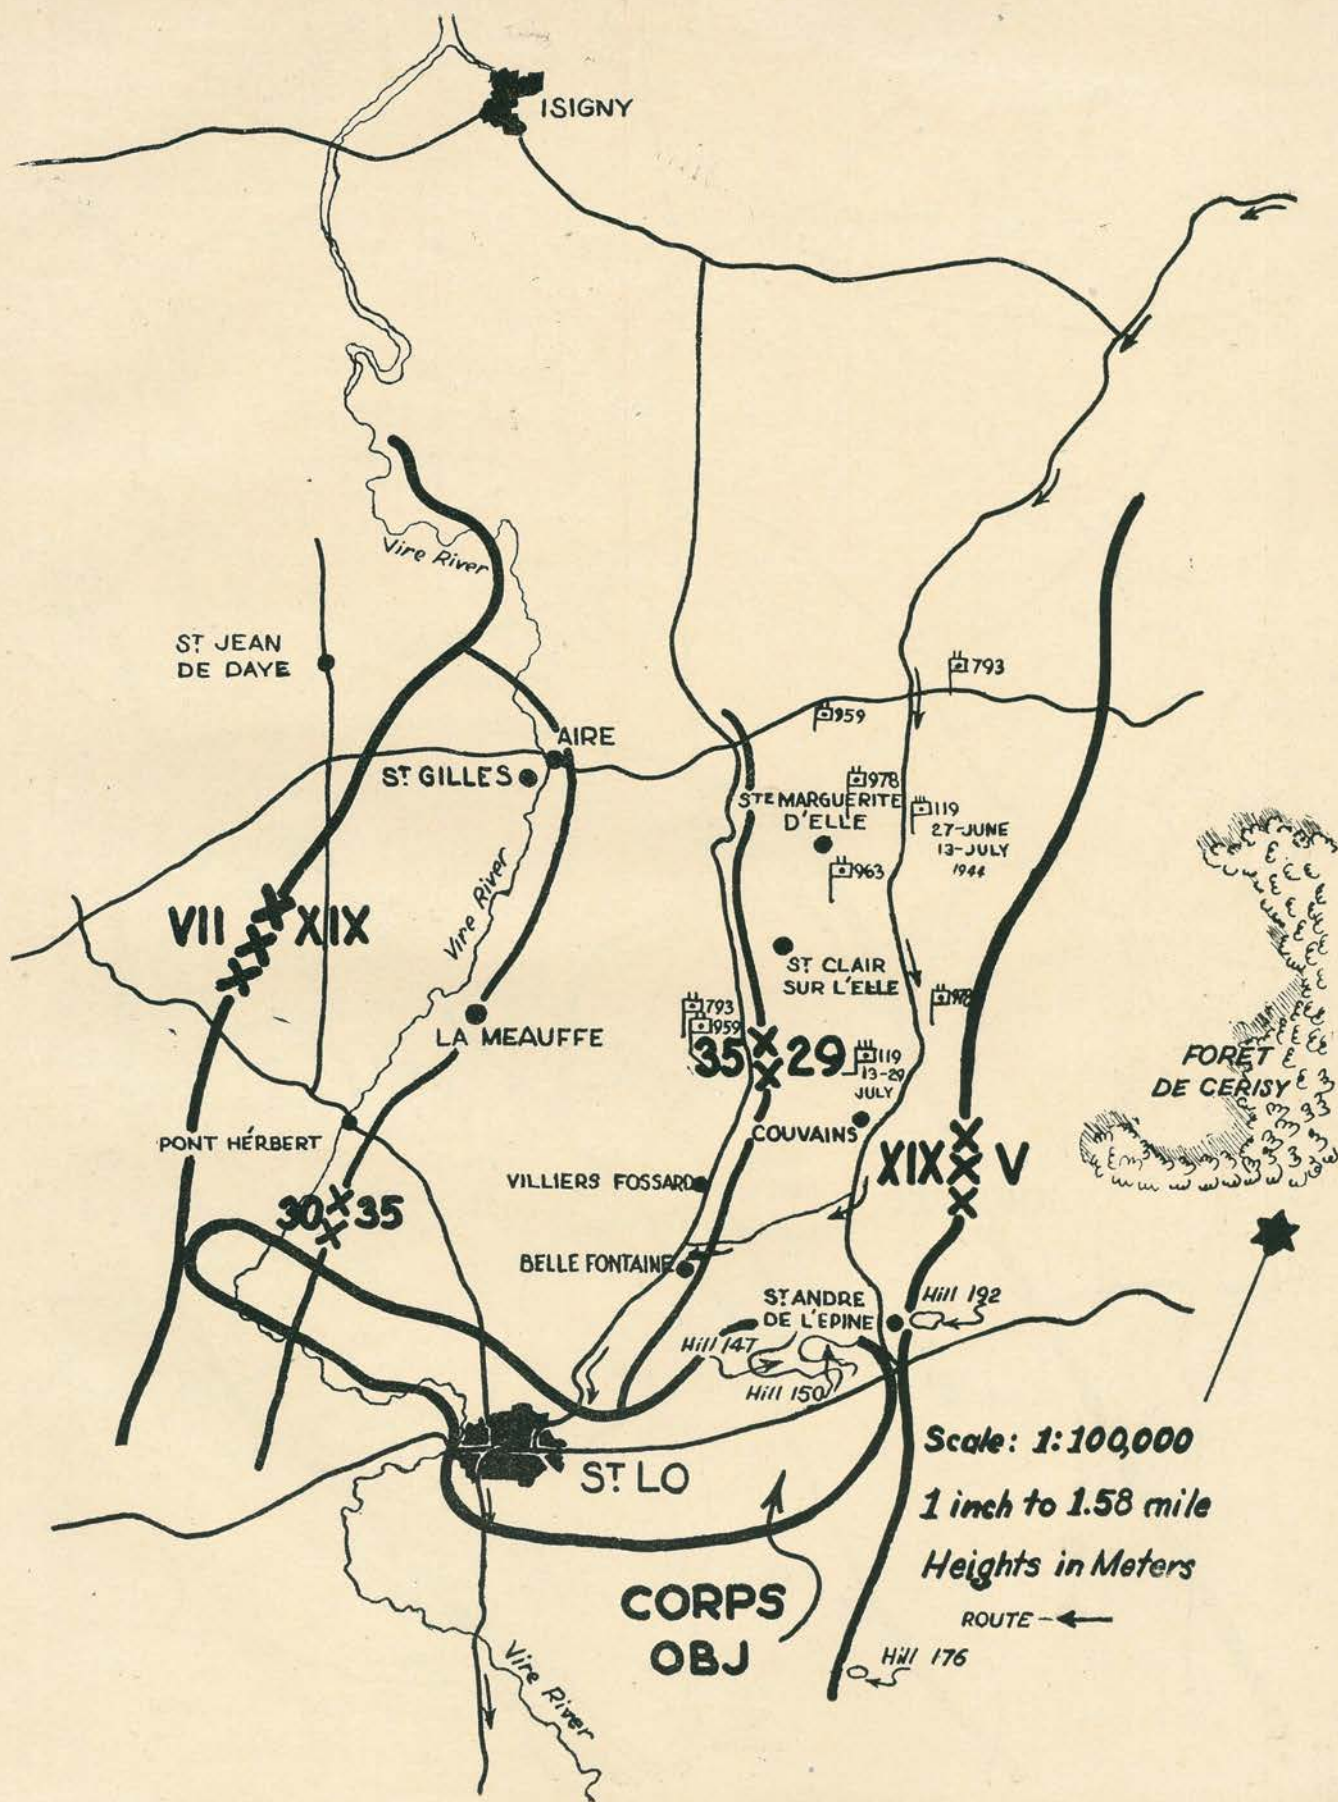 ISIGNY
Vire River
ST JEAN
DE DAYE
793
959
AIRE
ST GILLES
978
STE MARGUERITE
D'ELLE
119
27-JUNE
13-JULY
1944
963
Vire River
VII XIX
ST CLAIR
SUR L'ELLE
793
959
LA MEAUFFE
35 29
119
13-29
JULY
FORET
DE CERISY
COUVAINS
PONT HÉRBERT
XIX V
VILLIERS FOSSARD
30 35
BELLE FONTAINE
ST ANDRE
DE L'EPINE
Hill 192
Hill 147
Hill 150
ST LO
Scale: 1:100,000
1 inch to 1.58 mile
Heights in Meters
ROUTE
CORPS
OBJ
Hill 176
Vire River